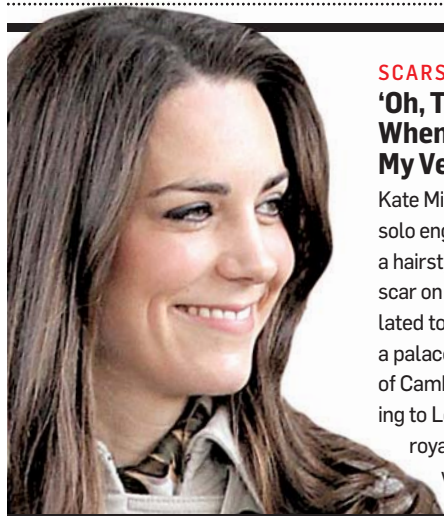 SCARS
‘Oh, T
When
My Ve
Kate Mi
solo eng
a hairst
scar on
lated to
a palace
of Camb
ing to L
royа